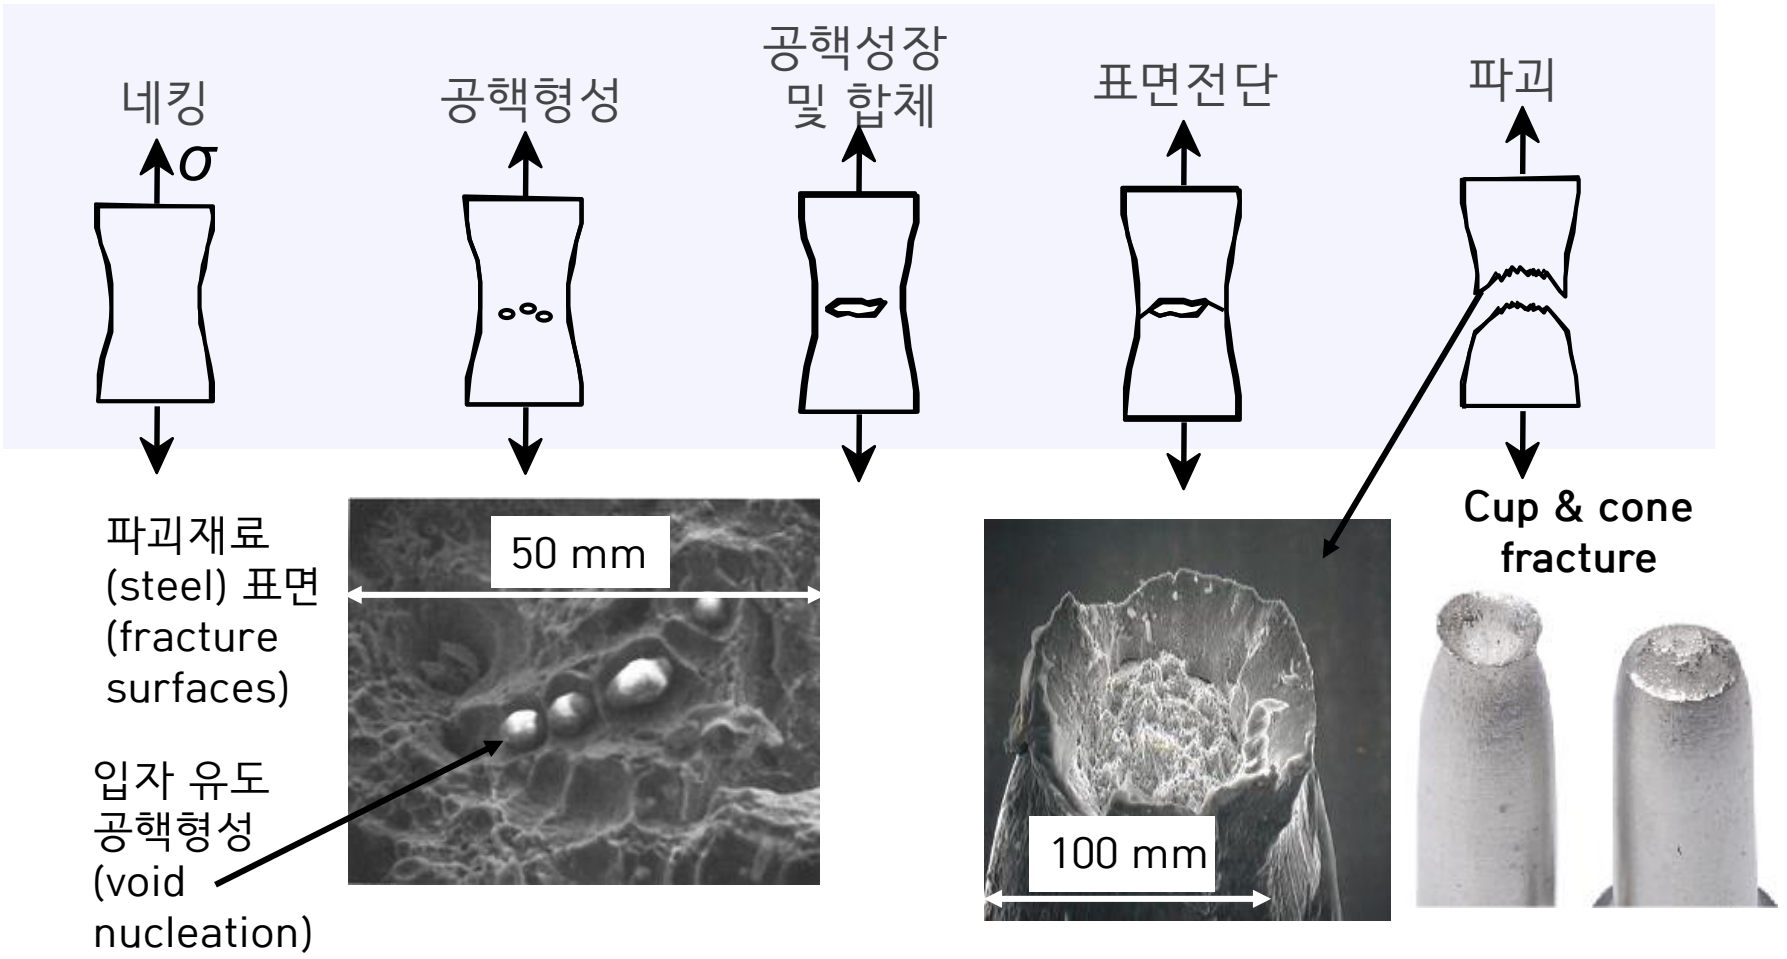 네킹
σ
공핵형성
공핵성장
및 합체
표면전단
파괴
파괴재료
(steel) 표면
(fracture
surfaces)
50 mm
입자 유도
공핵형성
(void
nucleation)
100 mm
Cup & cone
fracture